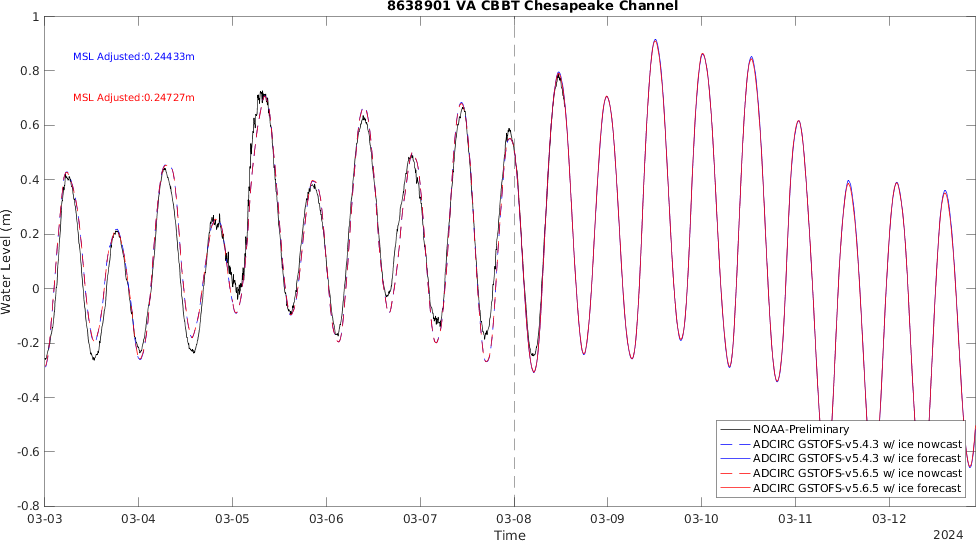 8638901 VA CBBT Chesapeake Channel
MSL Adjusted:0.24433m
MSL Adjusted:0.24727m
Water Level (m)
1
0.8
0.6
0.4
0.2
0
-0.2
-0.4
-0.6
-0.8
NOAA-Preliminary
ADCIRC GSTOFS-v5.4.3 w/ ice nowcast
ADCIRC GSTOFS-v5.4.3 w/ ice forecast
ADCIRC GSTOFS-v5.6.5 w/ ice nowcast
ADCIRC GSTOFS-v5.6.5 w/ ice forecast
03-03 03-04 03-05 03-06 03-07 03-08 03-09 03-10 03-11 03-12
Time
2024